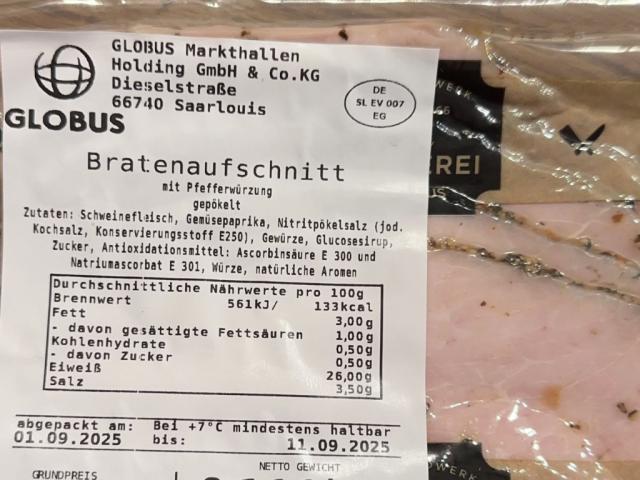 GLOBUS Markthallen
Holding GmbH & Co.KG
Dieselstraße
66740 Saarlouis
GLOBUS
DE
SL EV 007
EG
Bratenaufschnitt
mit Pfefferwürzung
gepökelt
Zutaten: Schweinefleisch, Gemüsepaprika, Nitritpökelsalz (jod.
Kochsalz, Konservierungsstoff E250), Gewürze, Glucosesirup,
Zucker, Antioxidationsmittel: Ascorbinsäure E 300 und
Natriumascorbat E 301, Würze, natürliche Aromen
Durchschnittliche Nährwerte pro 100g
Brennwert 561kJ/ 133kcal
Fett 3,00g
- davon gesättigte Fettsäuren 1,00g
Kohlenhydrate 0,50g
- davon Zucker 0,50g
Eiweiß 26,00g
Salz 3,50g
abgepackt am: Bei +7°C mindestens haltbar
01.09.2025 bis: 11.09.2025
GRUNDPREIS NETTO GEWICHT
WERK
REI
US
DWERK